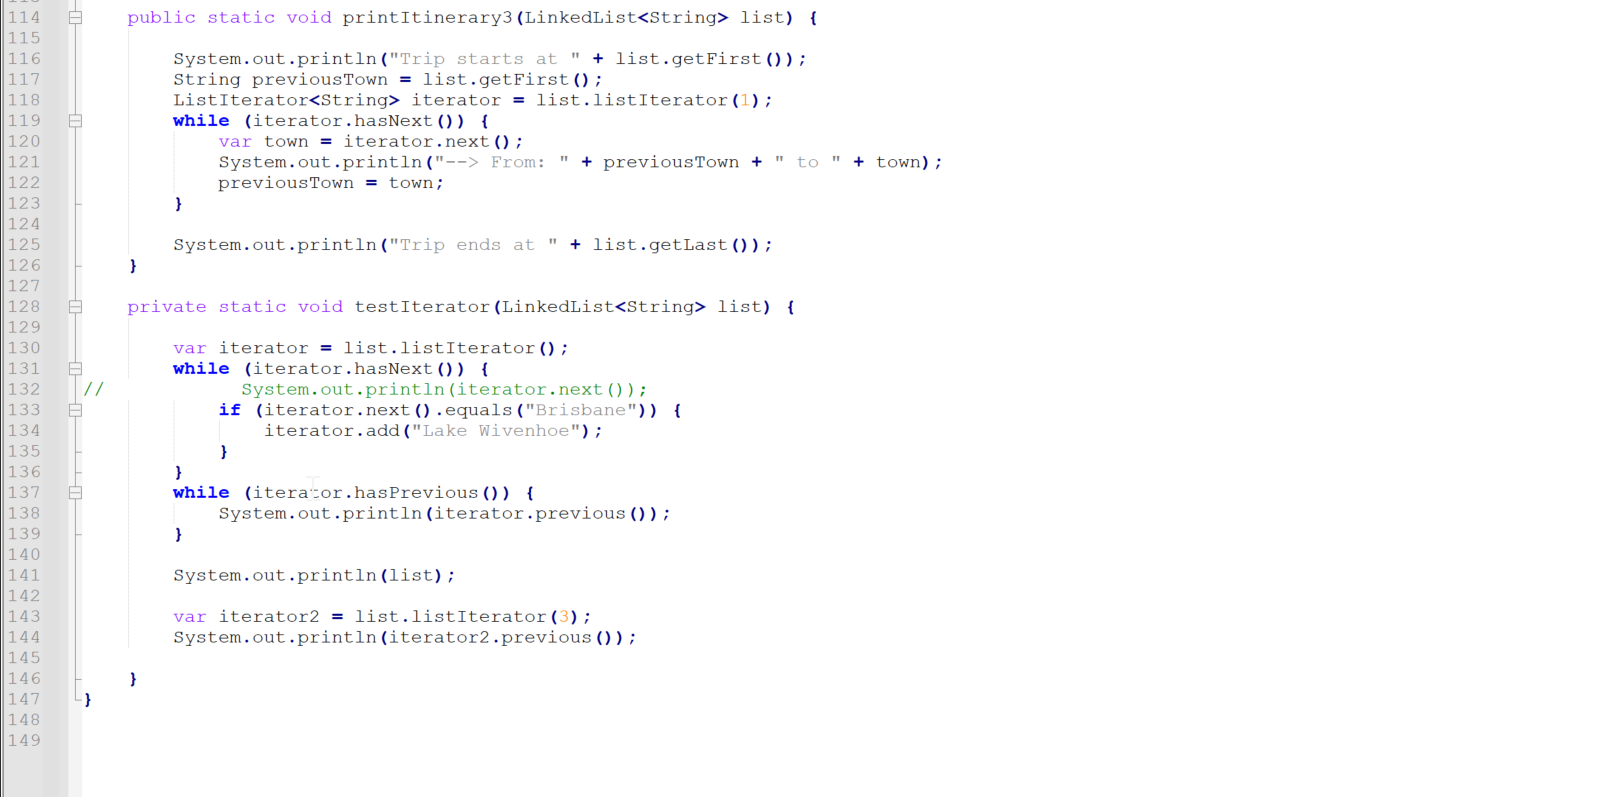 114 public static void printItinerary3(LinkedList<String> list) {
115
116 System.out.println("Trip starts at " + list.getFirst());
117 String previousTown = list.getFirst();
118 ListIterator<String> iterator = list.listIterator(1);
119 while (iterator.hasNext()) {
120 var town = iterator.next();
121 System.out.println("--> From: " + previousTown + " to " + town);
122 previousTown = town;
123 }
124
125 System.out.println("Trip ends at " + list.getLast());
126 }
127
128 private static void testIterator(LinkedList<String> list) {
129
130 var iterator = list.listIterator();
131 while (iterator.hasNext()) {
132 // System.out.println(iterator.next());
133 if (iterator.next().equals("Brisbane")) {
134 iterator.add("Lake Wivenhoe");
135 }
136 }
137 while (iterator.hasPrevious()) {
138 System.out.println(iterator.previous());
139 }
140
141 System.out.println(list);
142
143 var iterator2 = list.listIterator(3);
144 System.out.println(iterator2.previous());
145
146 }
147 }
148
149